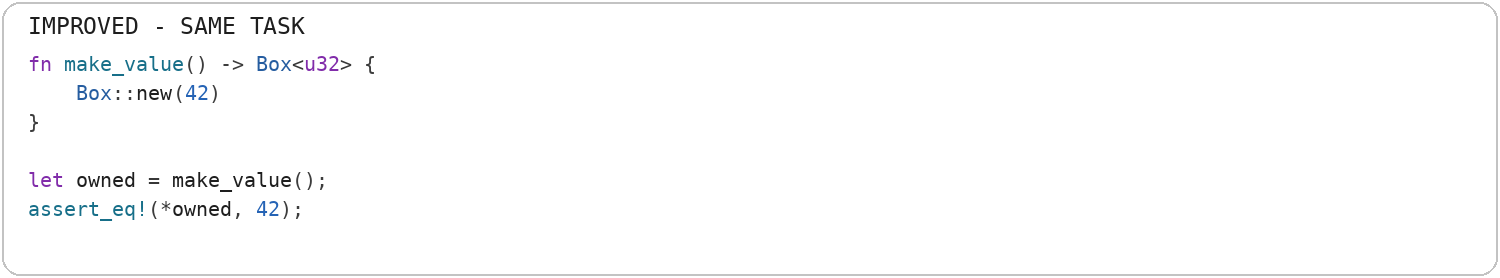 IMPROVED - SAME TASK
fn make_value() -> Box<u32> {
    Box::new(42)
}

let owned = make_value();
assert_eq!(*owned, 42);